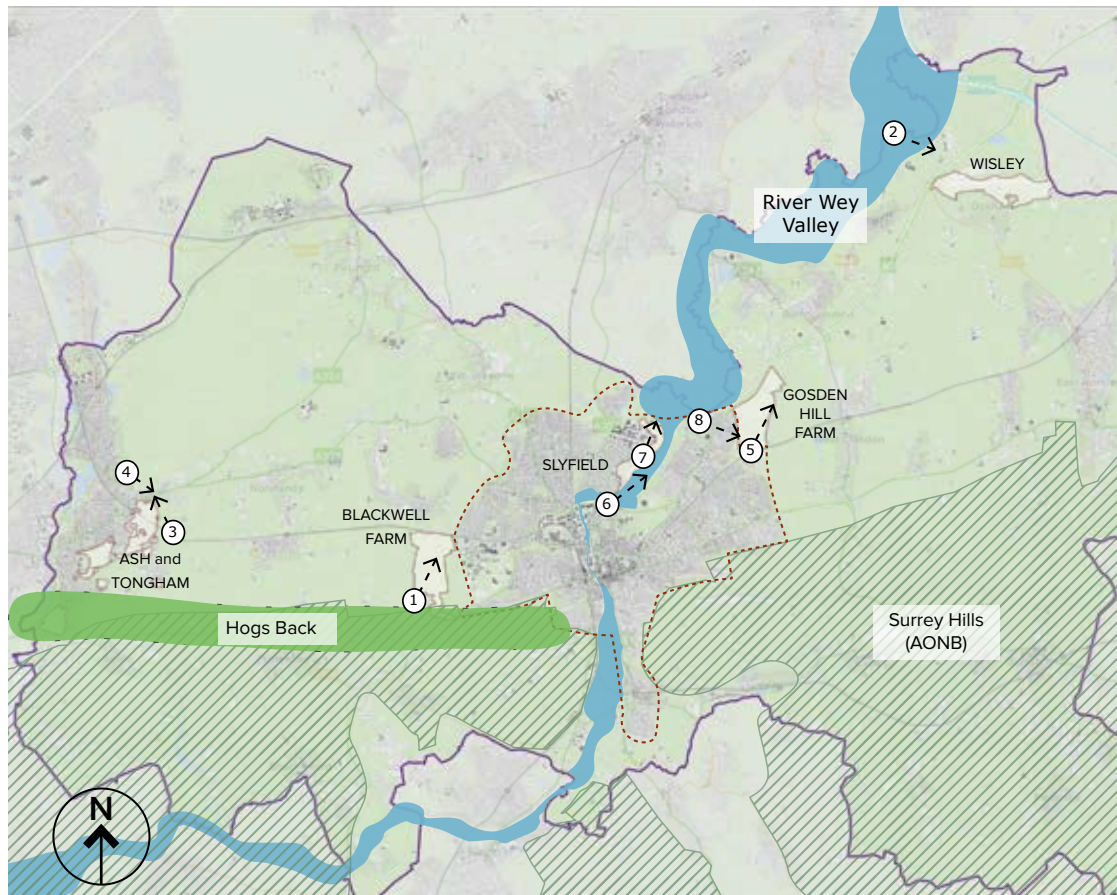 2
WISLEY
River Wey
Valley
GOSDEN
HILL
FARM
8
5
7
SLYFIELD
6
4
3
BLACKWELL
FARM
ASH and
TONGHAM
1
Hogs Back
Surrey Hills
(AONB)
N